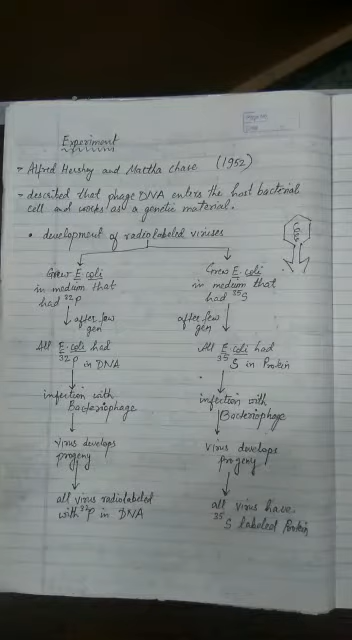 Experiment
- Alfred Hershey and Martha Chase (1952)
- described that phage DNA enters the host bacterial
cell and works as a genetic material.
• development of radiolabeled viruses
Grew E.coli
in medium that
had ³²P
after few
gen
All E.coli had
³²P in DNA
infection with
Bacteriophage
virus develops
progeny
all virus radiolabeled
with ³²P in DNA
Grew E.coli
in medium that
had ³⁵S
after few
gen
All E.coli had
³⁵S in Protein
infection with
Bacteriophage
virus develops
progeny
all virus have
³⁵S labeled Protein